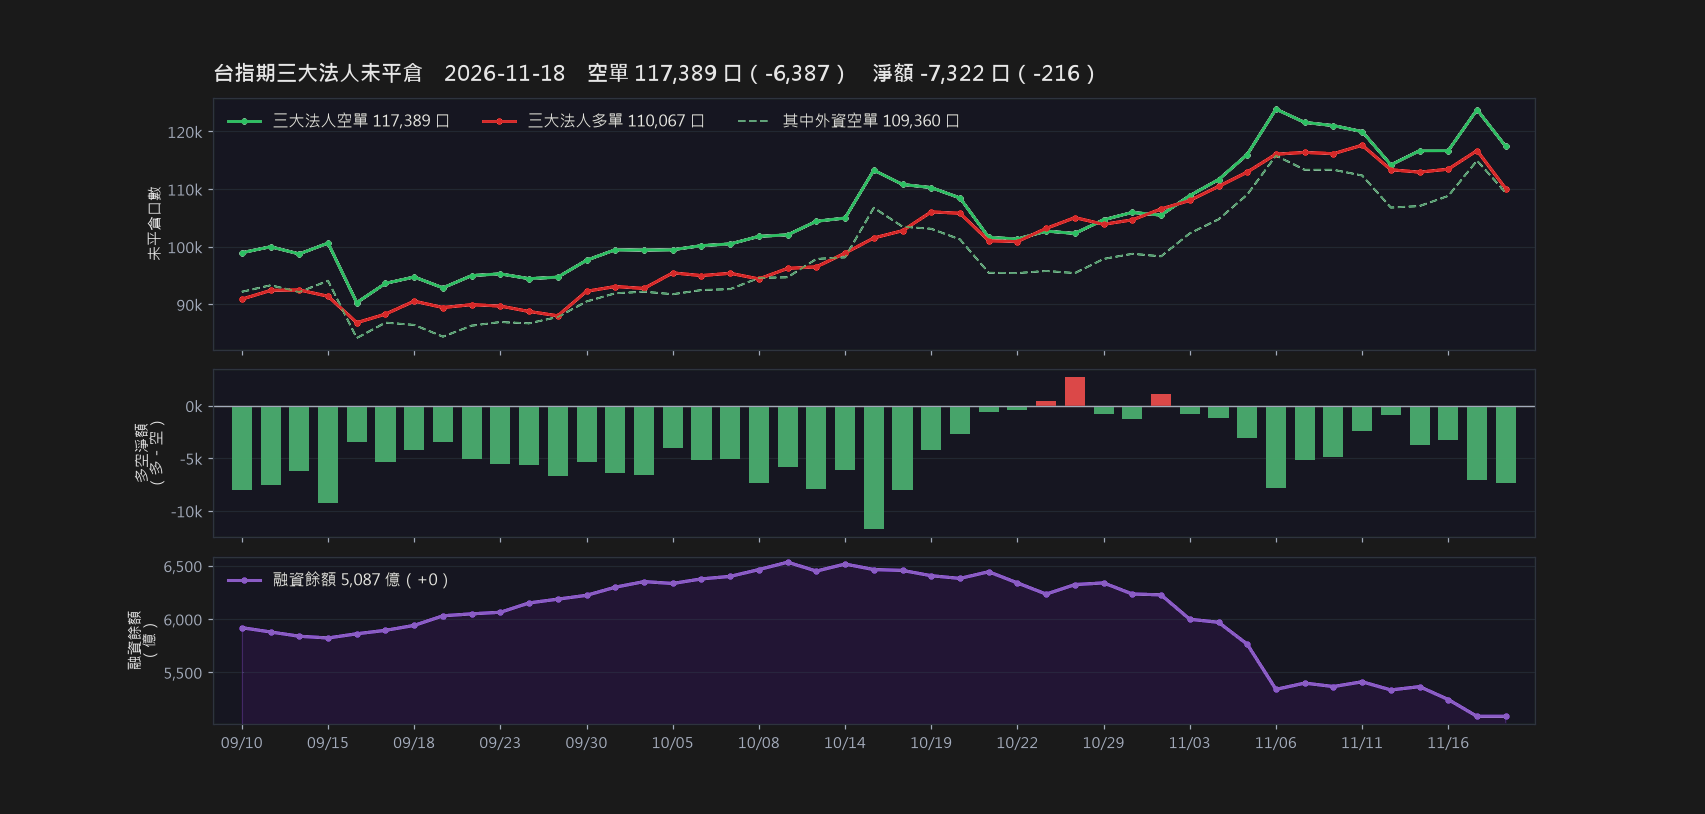 台指期三大法人未平倉　2026-11-18　空單 117,389 口 ( -6,387 )　淨額 -7,322 口 ( -216 )
三大法人空單 117,389 口
三大法人多單 110,067 口
其中外資空單 109,360 口
未平倉口數
120k
110k
100k
90k
多空淨額
( 多 - 空 )
0k
-5k
-10k
融資餘額 5,087 億 ( +0 )
融資餘額
( 億 )
6,500
6,000
5,500
09/10 09/15 09/18 09/23 09/30 10/05 10/08 10/14 10/19 10/22 10/29 11/03 11/06 11/11 11/16